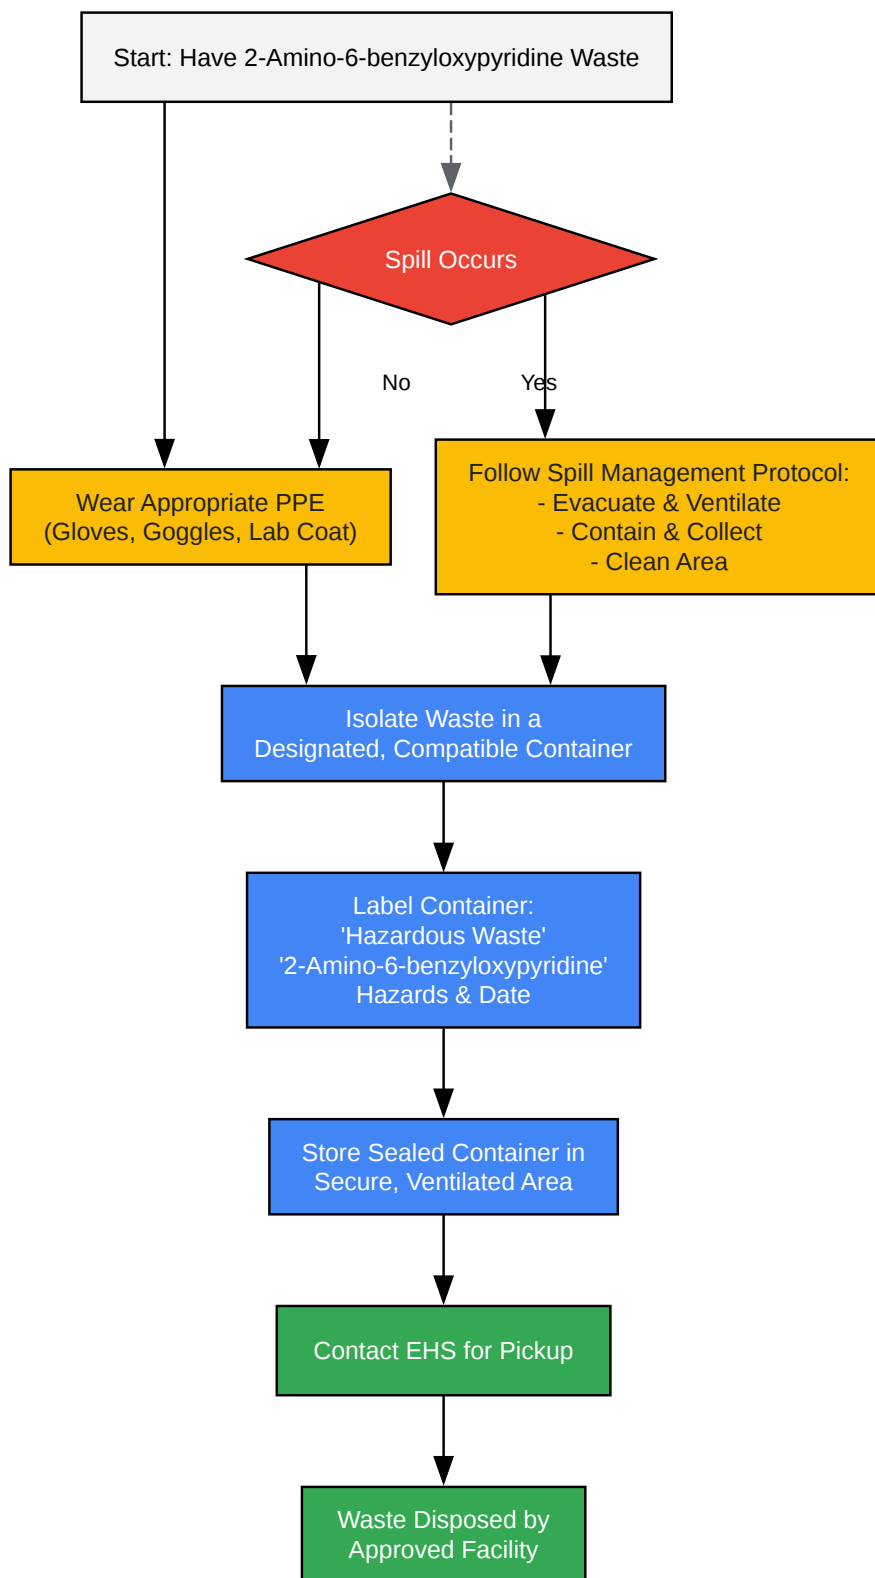 Start: Have 2-Amino-6-benzyloxypyridine Waste
Spill Occurs
No
Yes
Wear Appropriate PPE
(Gloves, Goggles, Lab Coat)
Follow Spill Management Protocol:
- Evacuate & Ventilate
- Contain & Collect
- Clean Area
Isolate Waste in a
Designated, Compatible Container
Label Container:
'Hazardous Waste'
'2-Amino-6-benzyloxypyridine'
Hazards & Date
Store Sealed Container in
Secure, Ventilated Area
Contact EHS for Pickup
Waste Disposed by
Approved Facility